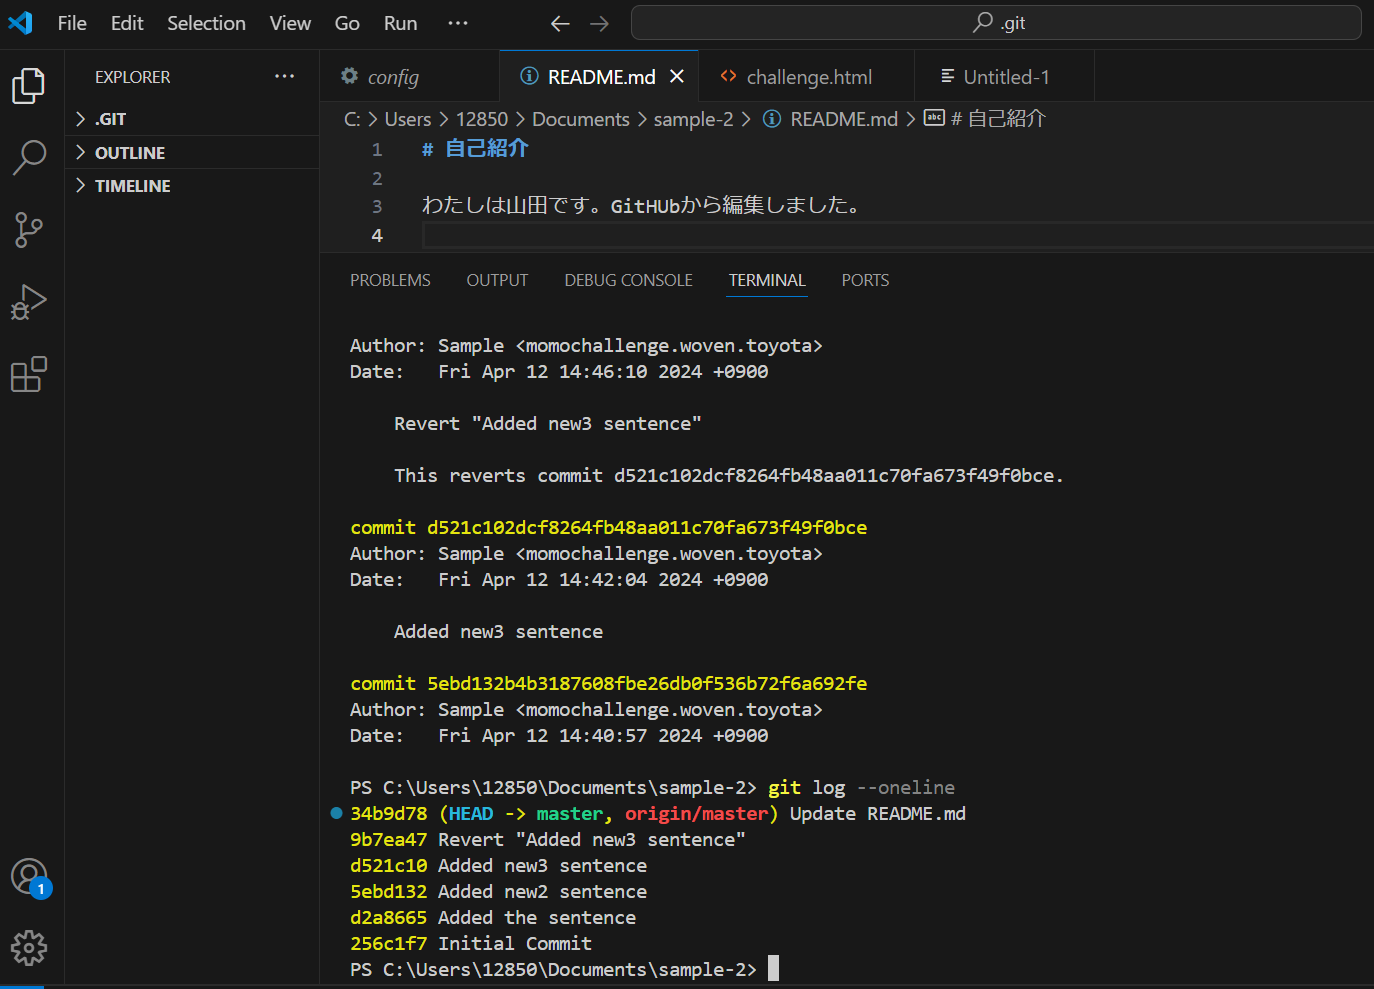 File Edit Selection View Go Run ··· .git
EXPLORER ···
.GIT
OUTLINE
TIMELINE
1
config README.md challenge.html Untitled-1
C: > Users > 12850 > Documents > sample-2 > README.md > # 自己紹介
1 # 自己紹介
2
3 わたしは山田です。GitHUbから編集しました。
4
PROBLEMS OUTPUT DEBUG CONSOLE TERMINAL PORTS
Author: Sample <momochallenge.woven.toyota>
Date: Fri Apr 12 14:46:10 2024 +0900
Revert "Added new3 sentence"
This reverts commit d521c102dcf8264fb48aa011c70fa673f49f0bce.
commit d521c102dcf8264fb48aa011c70fa673f49f0bce
Author: Sample <momochallenge.woven.toyota>
Date: Fri Apr 12 14:42:04 2024 +0900
Added new3 sentence
commit 5ebd132b4b3187608fbe26db0f536b72f6a692fe
Author: Sample <momochallenge.woven.toyota>
Date: Fri Apr 12 14:40:57 2024 +0900
PS C:\Users\12850\Documents\sample-2> git log --oneline
34b9d78 (HEAD -> master, origin/master) Update README.md
9b7ea47 Revert "Added new3 sentence"
d521c10 Added new3 sentence
5ebd132 Added new2 sentence
d2a8665 Added the sentence
256c1f7 Initial Commit
PS C:\Users\12850\Documents\sample-2>